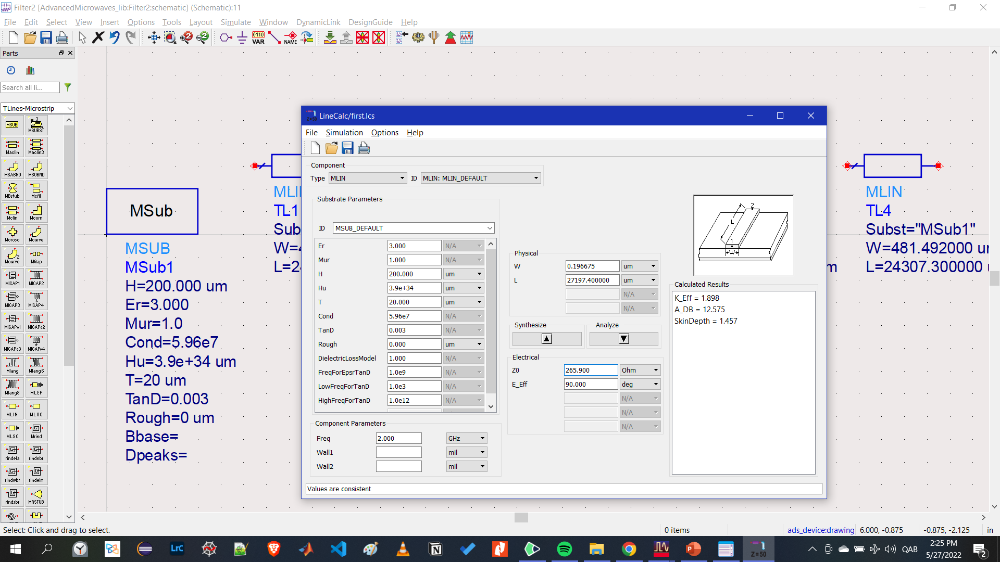 Filter2 [AdvancedMicrowaves_lib:Filter2:schematic] (Schematic):11
File Edit Select View Insert Options Tools Layout Simulate Window DynamicLink DesignGuide Help
0110
VAR
NAME
Parts
Search all li...
TLines-Microstrip
MSUB
3
MSUBST
Maclin
Maclin3
MSABND
MSOBND
MBstub
Mcfil
Mclin
Mcorn
Mcroso
Mcurve
2
Mcurve
MGap
MICAP1
MICAP2
MICAP3
MICAP4
MICAPo1
MICAPo2
MICAPo3
MICAPo4
Mlang
Mlang6
Mlang8
MLEF
MLIN
MLOC
MLSC
Mrind
rindela
rindnbr
rindwbr
rindelm
rindsbr
MRSTUB
MSub
MSUB
MSub1
H=200.000 um
Er=3.000
Mur=1.0
Cond=5.96e7
Hu=3.9e+34 um
T=20 um
TanD=0.003
Rough=0 um
Bbase=
Dpeaks=
TL1
LineCalc/first.lcs
File Simulation Options Help
Component
Type MLIN ID MLIN: MLIN_DEFAULT
Substrate Parameters
ID MSUB_DEFAULT
Er 3.000 N/A
Mur 1.000 N/A
H 200.000 um
Hu 3.9e+34 um
T 20.000 um
Cond 5.96e7 N/A
TanD 0.003 N/A
Rough 0.000 um
DielectricLossModel 1.000 N/A
FreqForEpsrTanD 1.0e9 N/A
LowFreqForTanD 1.0e3 N/A
HighFreqForTanD 1.0e12 N/A
Component Parameters
Freq 2.000 GHz
Wall1 mil
Wall2 mil
Physical
W 0.196675 um
L 27197.400000 um
N/A
N/A
Synthesize Analyze
Electrical
Z0 265.900 Ohm
E_Eff 90.000 deg
N/A
N/A
N/A
2
L
1
W
Calculated Results
K_Eff = 1.898
A_DB = 12.575
SkinDepth = 1.457
Values are consistent
MLIN
TL4
Subst="MSub1"
W=481.492000 
L=24307.300000
Select: Click and drag to select.
0 items ads_device:drawing 6.000, -0.875 -0.875, -2.125 in
LrC
Z=50
QAB
2:25 PM
5/27/2022
2